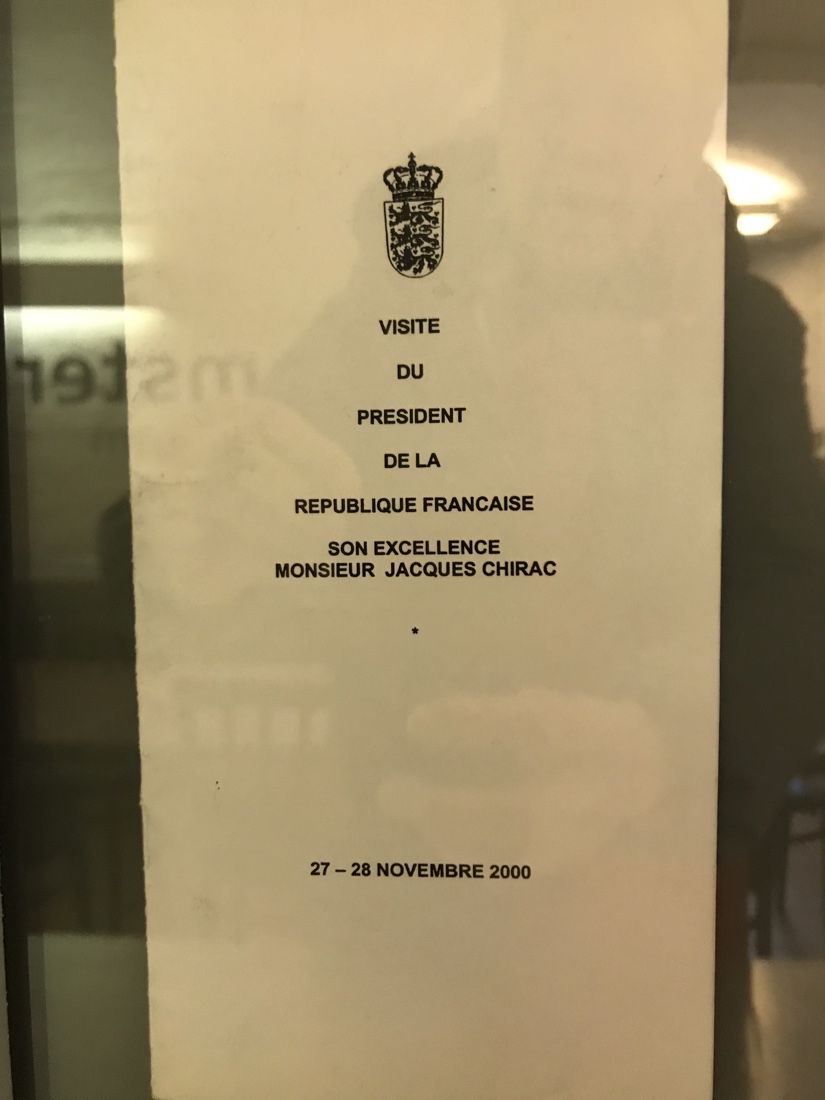 VISITE
DU
PRESIDENT
DE LA
REPUBLIQUE FRANCAISE
SON EXCELLENCE
MONSIEUR JACQUES CHIRAC
*
27 – 28 NOVEMBRE 2000